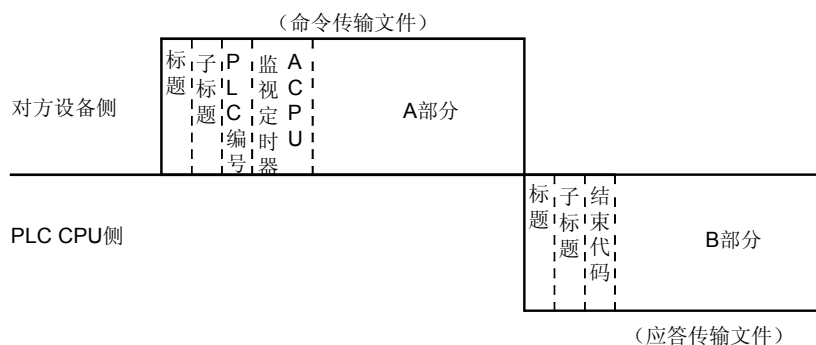 （命令传输文件）
对方设备侧
标题
子标题
PLC编号
监视定时器
ACPU
A部分
PLC CPU侧
标题
子标题
结束代码
B部分
（应答传输文件）